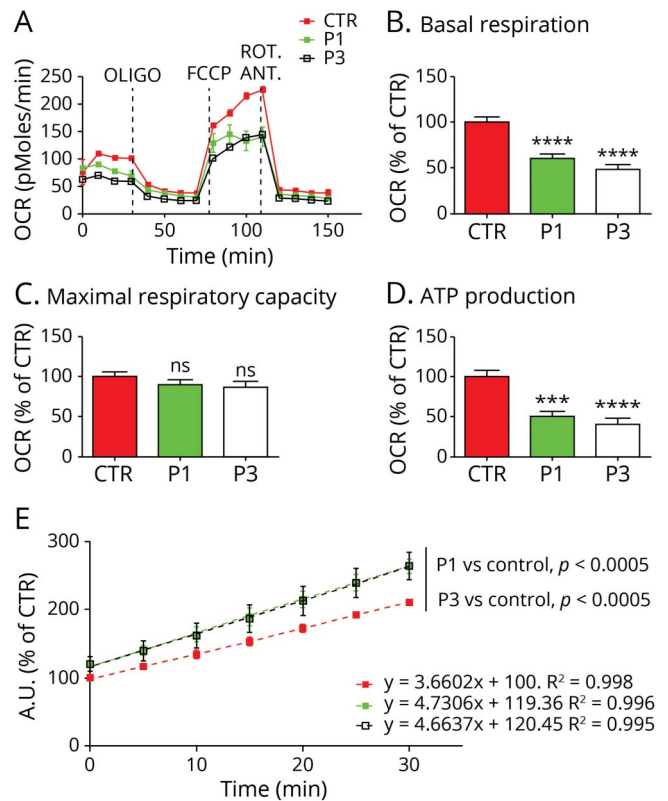 A
CTR
P1
P3
OLIGO
FCCP
ROT.
ANT.
OCR (pMoles/min)
250
200
150
100
50
0
0
50
100
150
Time (min)
B. Basal respiration
OCR (% of CTR)
150
100
50
0
****
****
CTR
P1
P3
C. Maximal respiratory capacity
OCR (% of CTR)
150
100
50
0
ns
ns
CTR
P1
P3
D. ATP production
OCR (% of CTR)
150
100
50
0
***
****
CTR
P1
P3
E
A.U. (% of CTR)
300
200
100
0
0
10
20
30
Time (min)
P1 vs control, p < 0.0005
P3 vs control, p < 0.0005
y = 3.6602x + 100. R² = 0.998
y = 4.7306x + 119.36 R² = 0.996
y = 4.6637x + 120.45 R² = 0.995